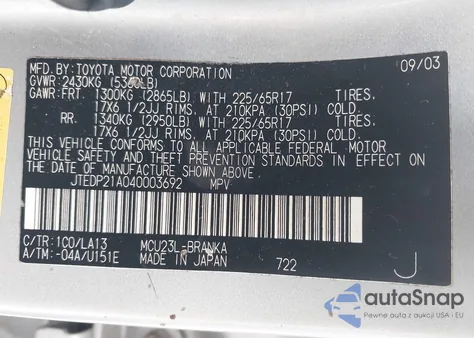 MFD. BY: TOYOTA MOTOR CORPORATION 09/03
GVWR: 2430KG (5360LB)
GAWR: FRT. 1300KG (2865LB) WITH 225/65R17 TIRES.
17X6 1/2JJ RIMS. AT 210KPA (30PSI) COLD.
RR. 1340KG (2950LB) WITH 225/65R17 TIRES.
17X6 1/2JJ RIMS. AT 210KPA (30PSI) COLD.
THIS VEHICLE CONFORMS TO ALL APPLICABLE FEDERAL MOTOR
VEHICLE SAFETY AND BUMPER STANDARDS IN EFFECT ON
THE DATE OF MANUFACTURE SHOWN ABOVE.
JTEDP21A040003692 MPV
C/TR: 1C0/LA13 MCU23L-BRANKA
A/TM: -04A/U151E MADE IN JAPAN 722 J
autaSnap
Auta z aukcji USA i EU